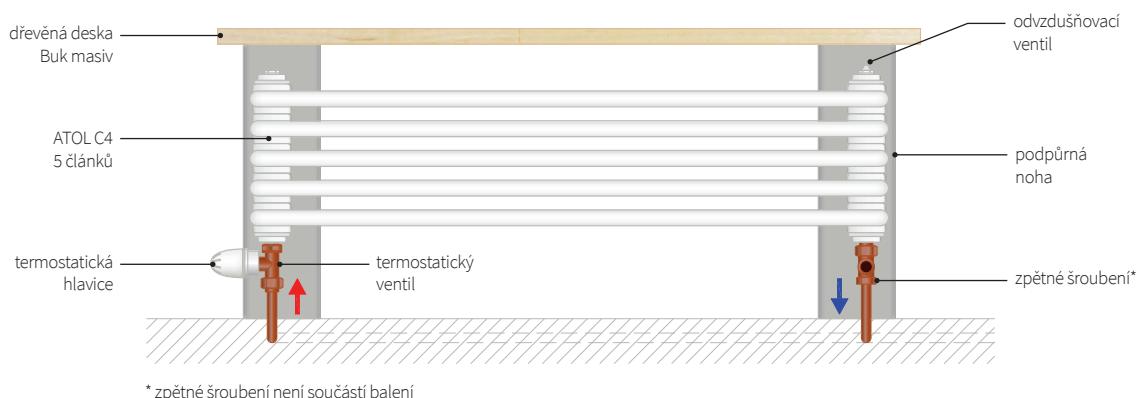 dřevěná deska
Buk masiv
odvzdušňovací
ventil
ATOL C4
5 článků
podpůrná
noha
termostatická
hlavice
termostatický
ventil
zpětné šroubení*
* zpětné šroubení není součástí balení